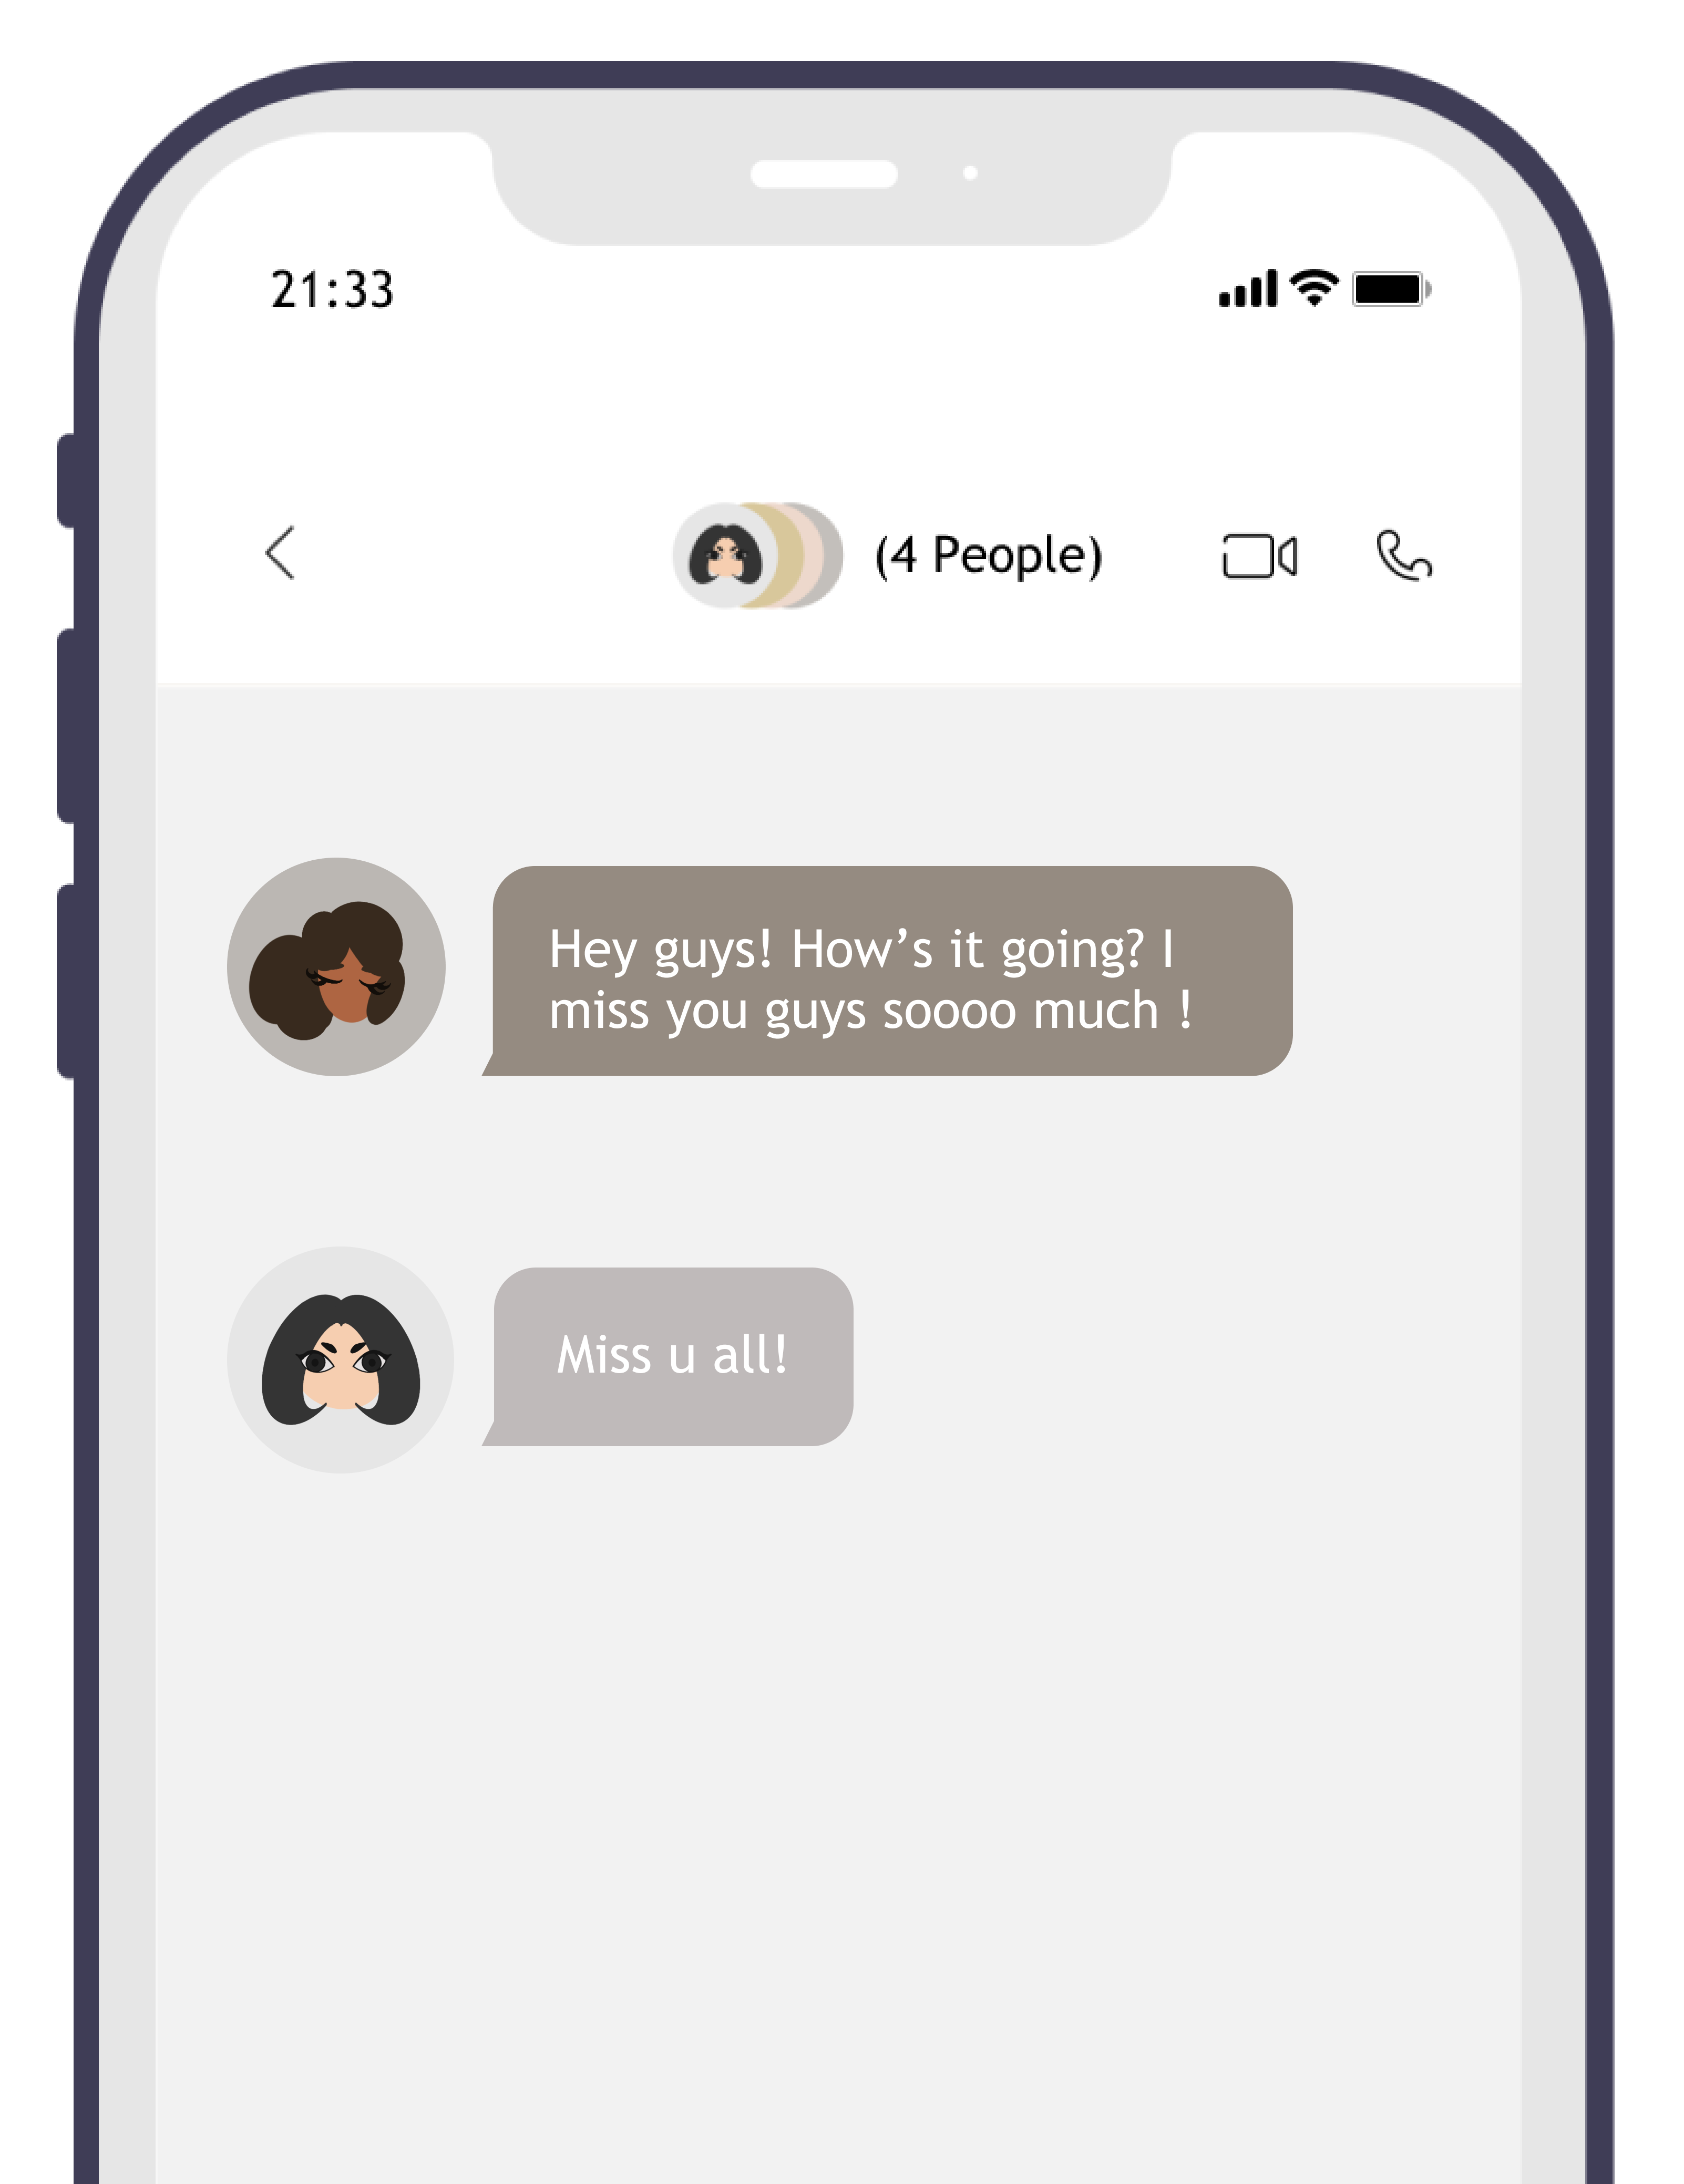 21:33
(4 People)
Hey guys! How’s it going? I
miss you guys soooo much !
Miss u all!